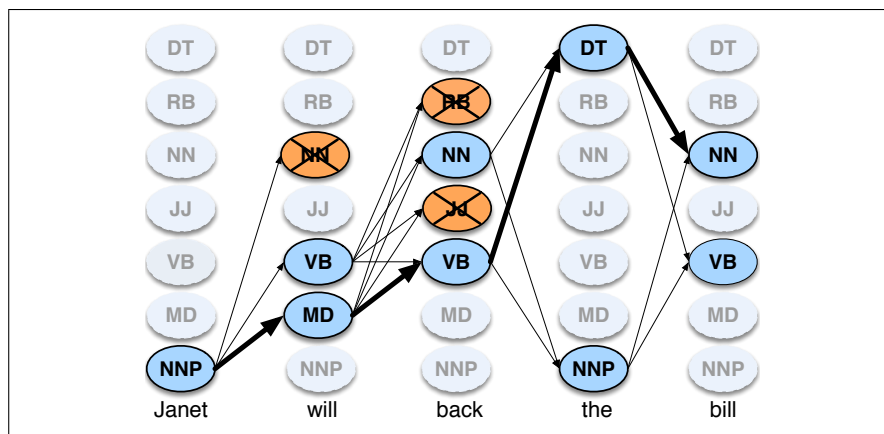 DT DT DT DT DT
RB RB RB RB RB
NN NN NN NN NN
JJ JJ JJ JJ JJ
VB VB VB VB VB
MD MD MD MD MD
NNP NNP NNP NNP NNP
Janet will back the bill